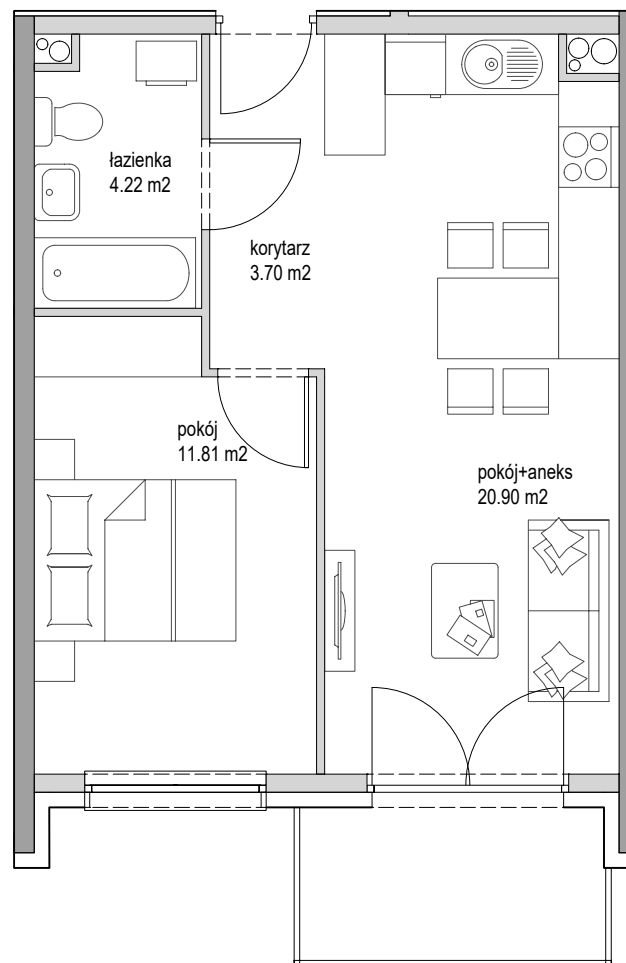 łazienka
4.22 m2
korytarz
3.70 m2
pokój
11.81 m2
pokój+aneks
20.90 m2